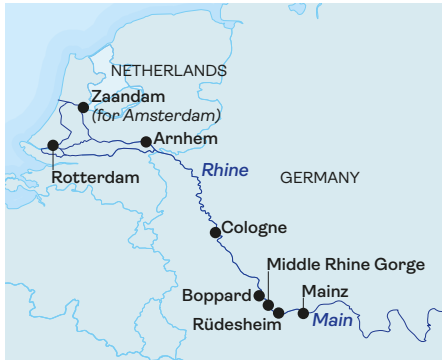 NETHERLANDS
Zaandam
(for Amsterdam)
Arnhem
Rhine
Rotterdam
GERMANY
Cologne
Middle Rhine Gorge
Boppard
Mainz
Rüdesheim
Main